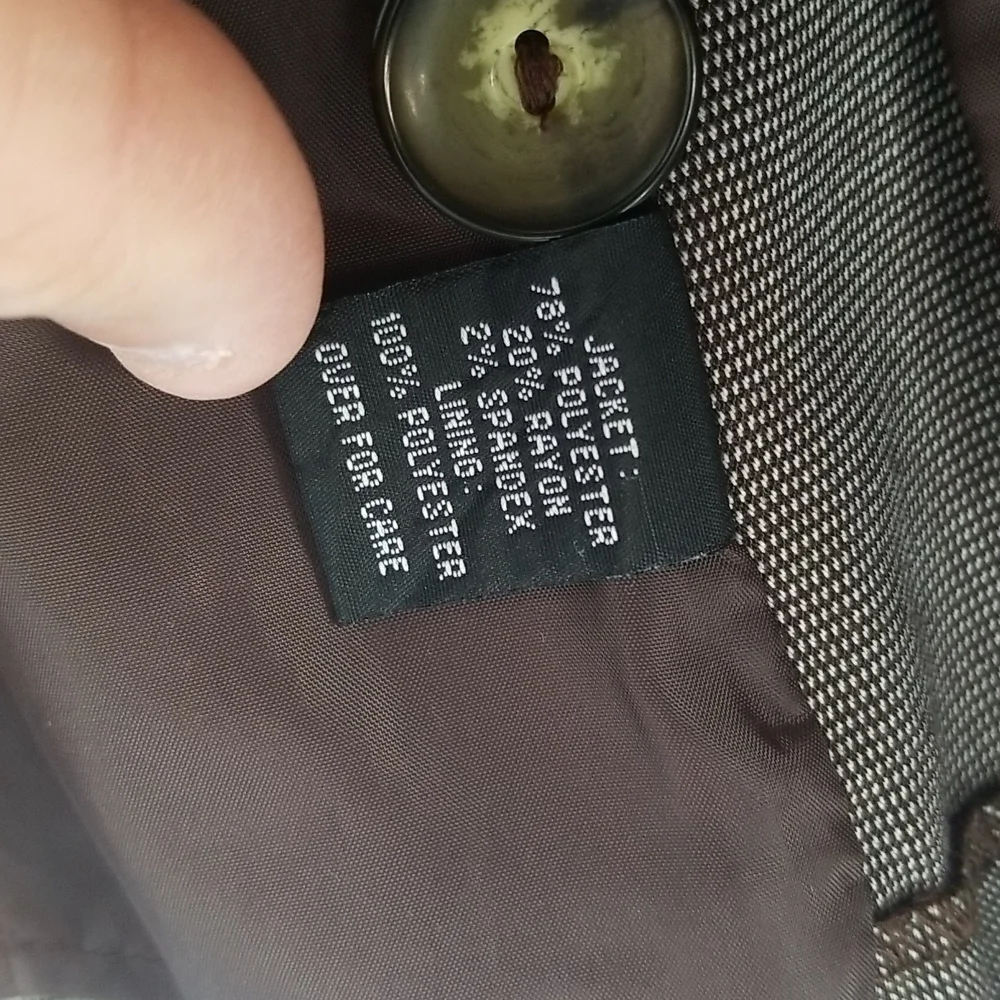 JACKET:
78% POLYESTER
20% RAYON
2% SPANDEX
LINING:
100% POLYESTER
OVER FOR CARE